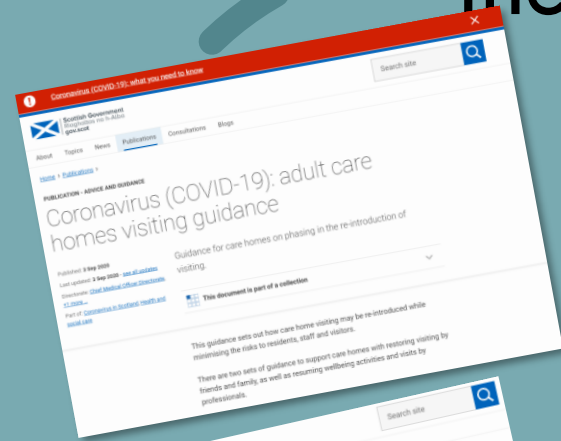 Coronavirus (COVID-19): what you need to know
Search site
Scottish Government
Riaghaltas na h-Alba
gov.scot
About Topics News Publications Consultations Blogs
Home > Publications >
PUBLICATION - ADVICE AND GUIDANCE
Coronavirus (COVID-19): adult care
homes visiting guidance
Published: 3 Sep 2020
Last updated: 3 Sep 2020 - see all updates
Directorate: Chief Medical Officer Directorate,
+1 more ...
Part of: Coronavirus in Scotland, Health and
social care
Guidance for care homes on phasing in the re-introduction of
visiting.
This document is part of a collection
This guidance sets out how care home visiting may be re-introduced while
minimising the risks to residents, staff and visitors.
There are two sets of guidance to support care homes with restoring visiting by
friends and family, as well as resuming wellbeing activities and visits by
professionals.
Search site